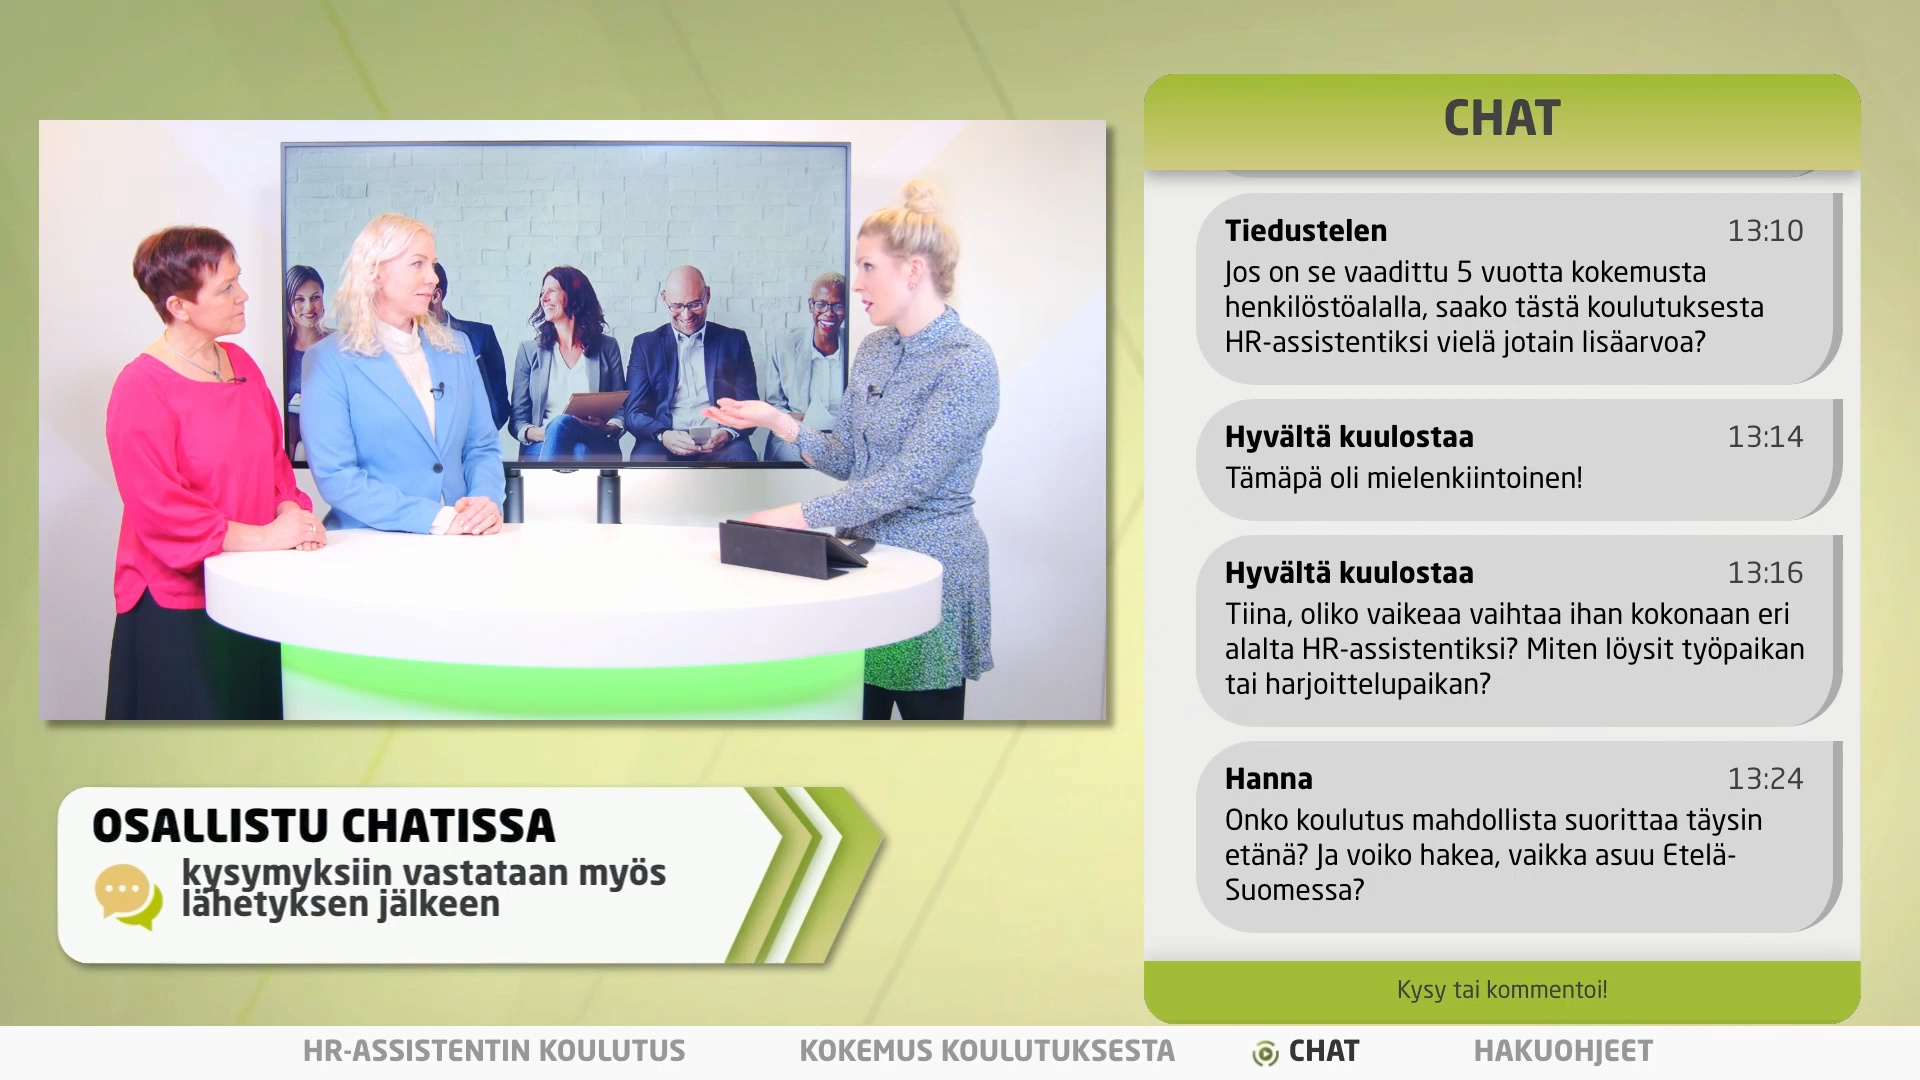 CHAT
Tiedustelen 13:10
Jos on se vaadittu 5 vuotta kokemusta
henkilöstöalalla, saako tästä koulutuksesta
HR-assistentiksi vielä jotain lisäarvoa?
Hyvältä kuulostaa 13:14
Tämäpä oli mielenkiintoinen!
Hyvältä kuulostaa 13:16
Tiina, oliko vaikeaa vaihtaa ihan kokonaan eri
alalta HR-assistentiksi? Miten löysit työpaikan
tai harjoittelupaikan?
Hanna 13:24
Onko koulutus mahdollista suorittaa täysin
etänä? Ja voiko hakea, vaikka asuu Etelä-
Suomessa?
Kysy tai kommentoi!
OSALLISTU CHATISSA
kysymyksiin vastataan myös
lähetyksen jälkeen
HR-ASSISTENTIN KOULUTUS KOKEMUS KOULUTUKSESTA CHAT HAKUOHJEET